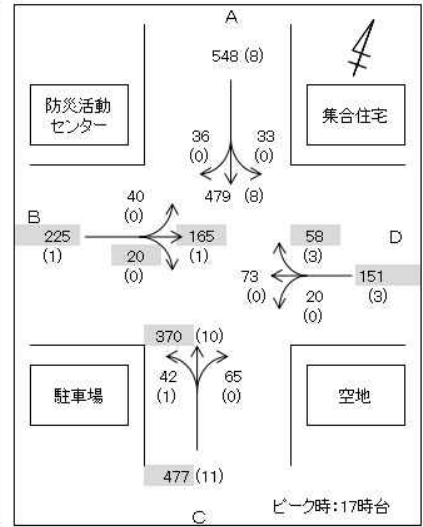 A
548 (8)
防災活動
センター
集合住宅
36
(0)
33
(0)
479 (8)
40
(0)
B
225
(1)
165
(1)
20
(0)
58
(3)
D
73
(0)
151
(3)
20
(0)
370 (10)
42
(1)
65
(0)
駐車場
空地
477 (11)
C
ピーク時:17時台